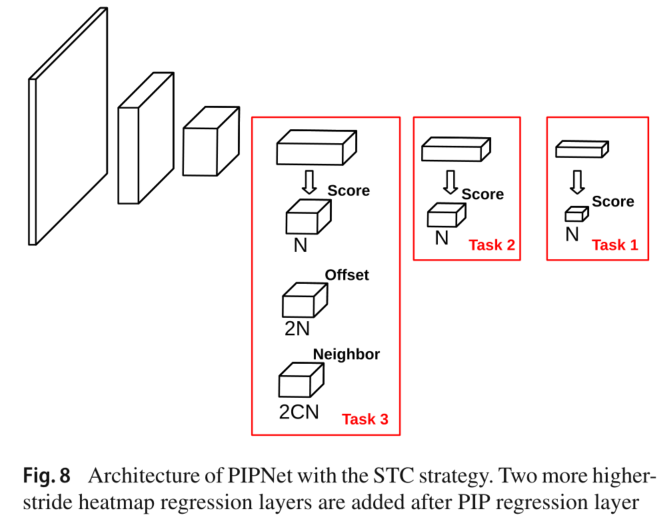 Score
N
Offset
2N
Neighbor
2CN
Task 3
Score
N
Task 2
Score
N
Task 1
Fig. 8 Architecture of PIPNet with the STC strategy. Two more higher-
stride heatmap regression layers are added after PIP regression layer